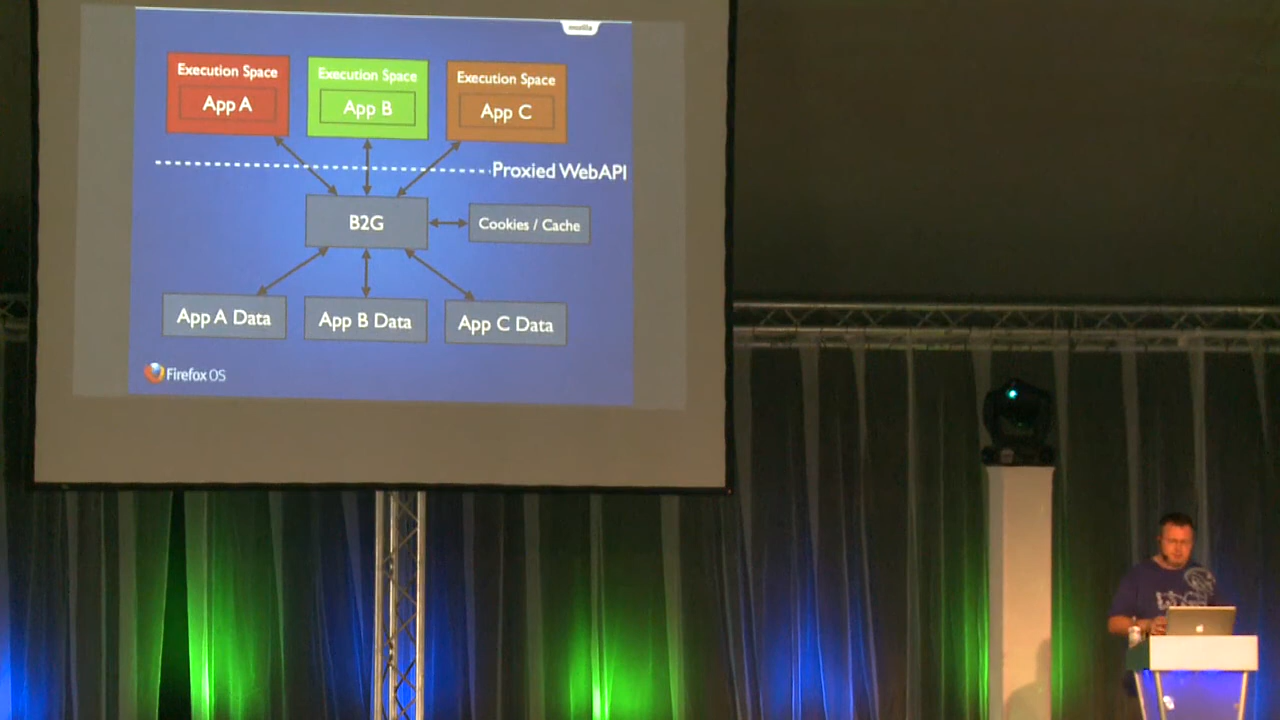 mozilla
Execution Space
App A
Execution Space
App B
Execution Space
App C
Proxied WebAPI
B2G
Cookies / Cache
App A Data
App B Data
App C Data
Firefox OS